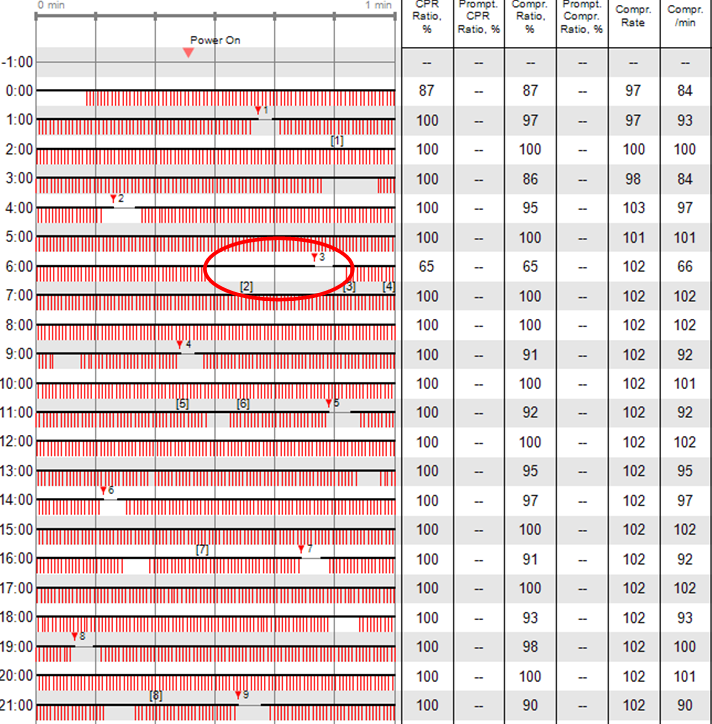 0 min 1 min CPR Ratio, % Prompt. CPR Ratio, % Compr. Ratio, % Prompt. Compr. Ratio, % Compr. Rate Compr. /min
Power On
-1:00 -- -- -- -- -- --
0:00 87 -- 87 -- 97 84
1
1:00 100 -- 97 -- 97 93
[1]
2:00 100 -- 100 -- 100 100
3:00 100 -- 86 -- 98 84
2
4:00 100 -- 95 -- 103 97
5:00 100 -- 100 -- 101 101
3
6:00 65 -- 65 -- 102 66
[2] [3] [4]
7:00 100 -- 100 -- 102 102
8:00 100 -- 100 -- 102 102
4
9:00 100 -- 91 -- 102 92
10:00 100 -- 100 -- 102 101
[5] [6] 5
11:00 100 -- 92 -- 102 92
12:00 100 -- 100 -- 102 102
13:00 100 -- 95 -- 102 95
6
14:00 100 -- 97 -- 102 97
15:00 100 -- 100 -- 102 102
[7] 7
16:00 100 -- 91 -- 102 92
17:00 100 -- 100 -- 102 102
18:00 100 -- 93 -- 102 93
8
19:00 100 -- 98 -- 102 100
20:00 100 -- 100 -- 102 101
[8] 9
21:00 100 -- 90 -- 102 90